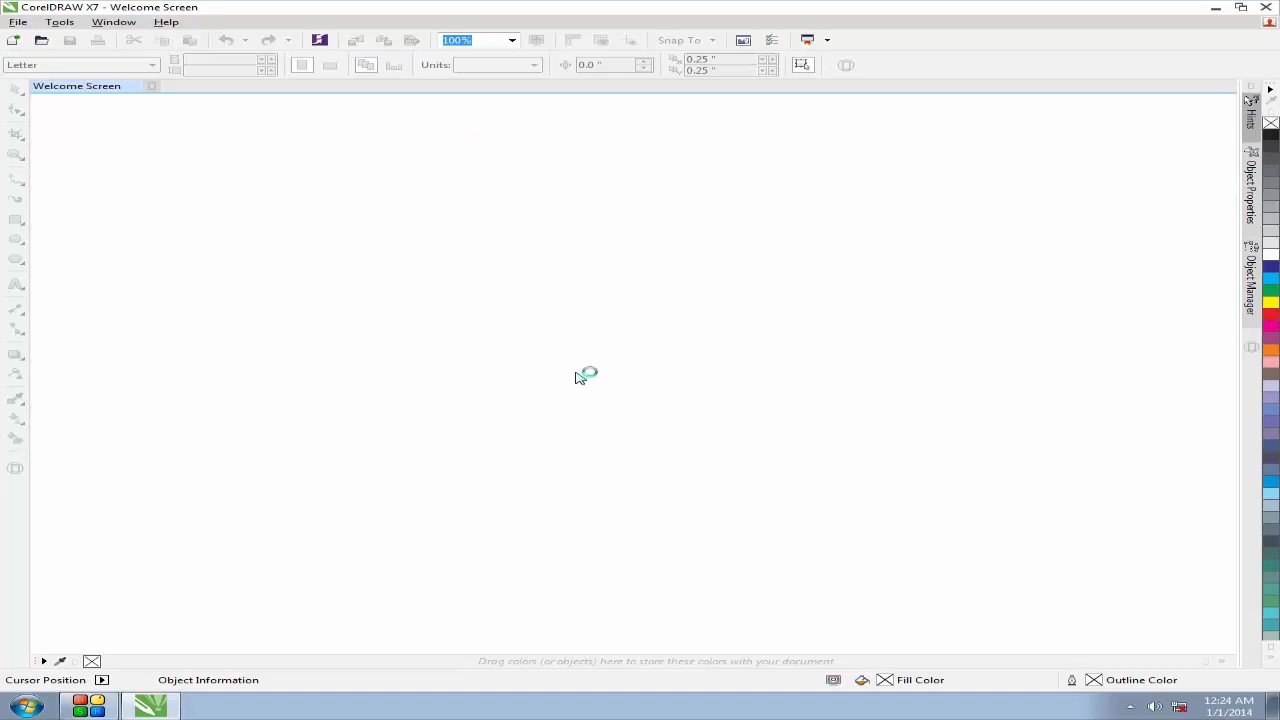 CorelDRAW X7 - Welcome Screen
File Tools Window Help
100% Snap To
Letter Units: 0.0 " 0.25 "
0.25 "
Welcome Screen
Hints
Object Properties
Object Manager
Drag colors (or objects) here to store these colors with your document
Cursor Position Object Information Fill Color Outline Color
12:24 AM
1/1/2014